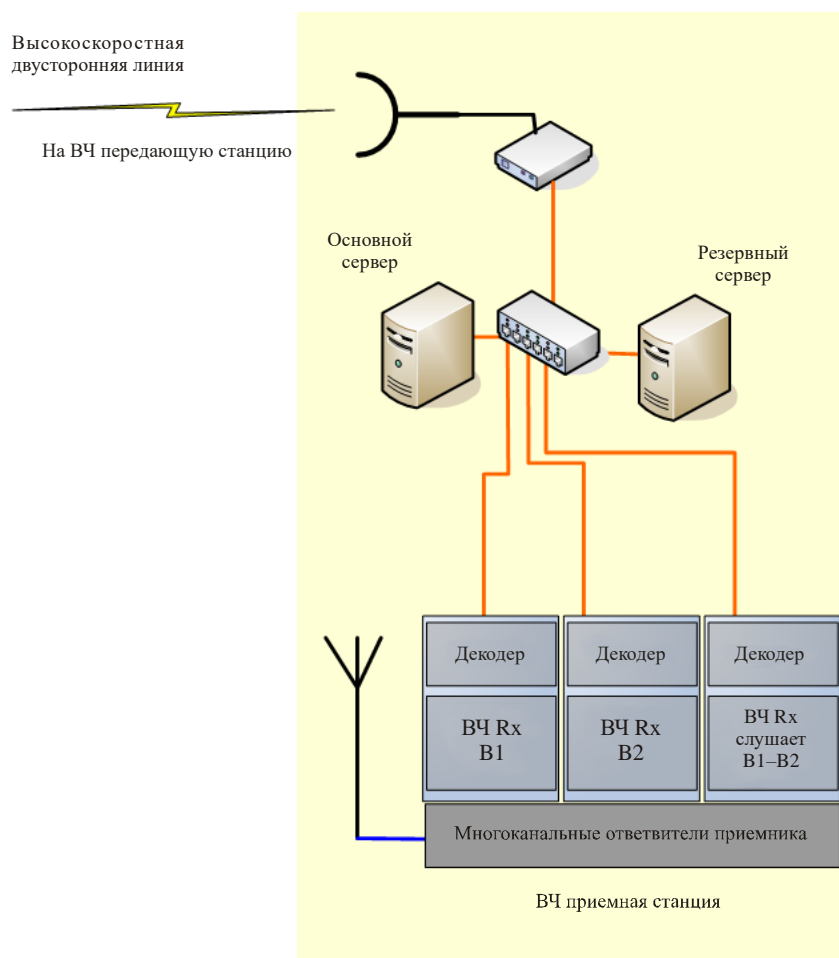 Высокоскоростная
двусторонняя линия
На ВЧ передающую станцию
Основной
сервер
Резервный
сервер
Декодер
Декодер
Декодер
ВЧ Rx
B1
ВЧ Rx
B2
ВЧ Rx
слушает
B1–B2
Многоканальные ответвители приемника
ВЧ приемная станция